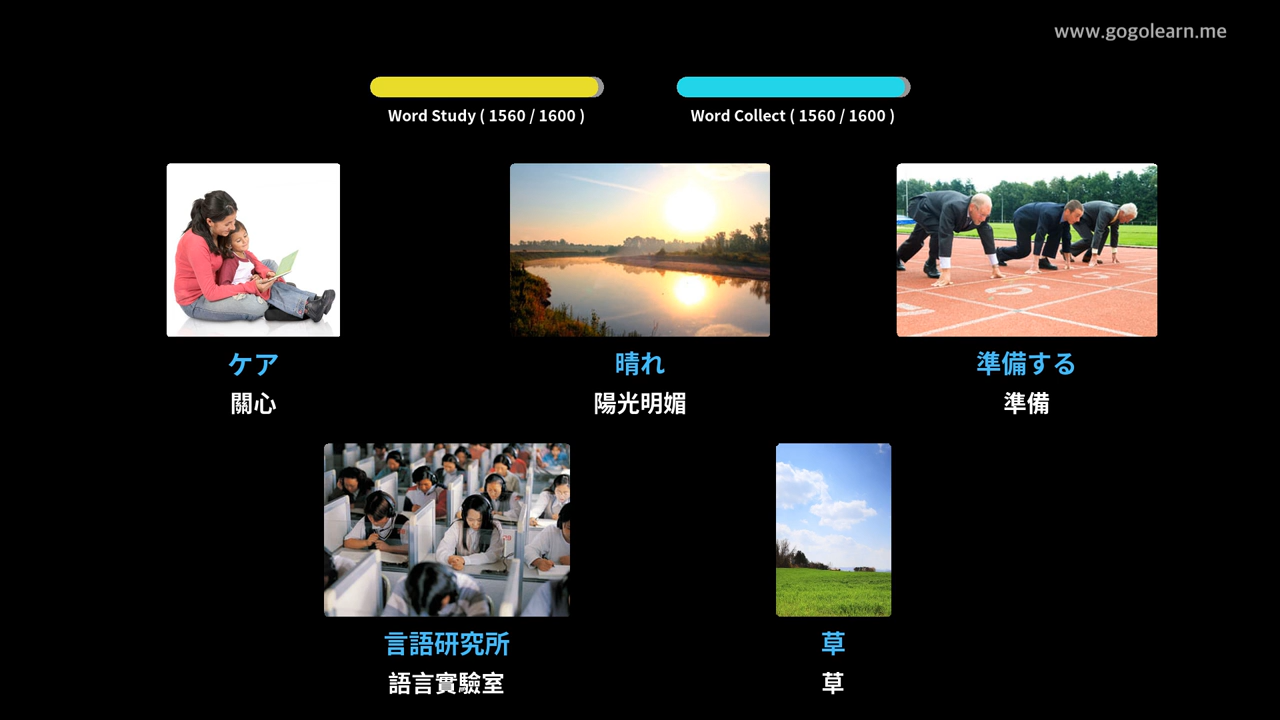 www.gogolearn.me
Word Study ( 1560 / 1600 )
Word Collect ( 1560 / 1600 )
ケア
關心
晴れ
陽光明媚
準備する
準備
言語研究所
語言實驗室
草
草